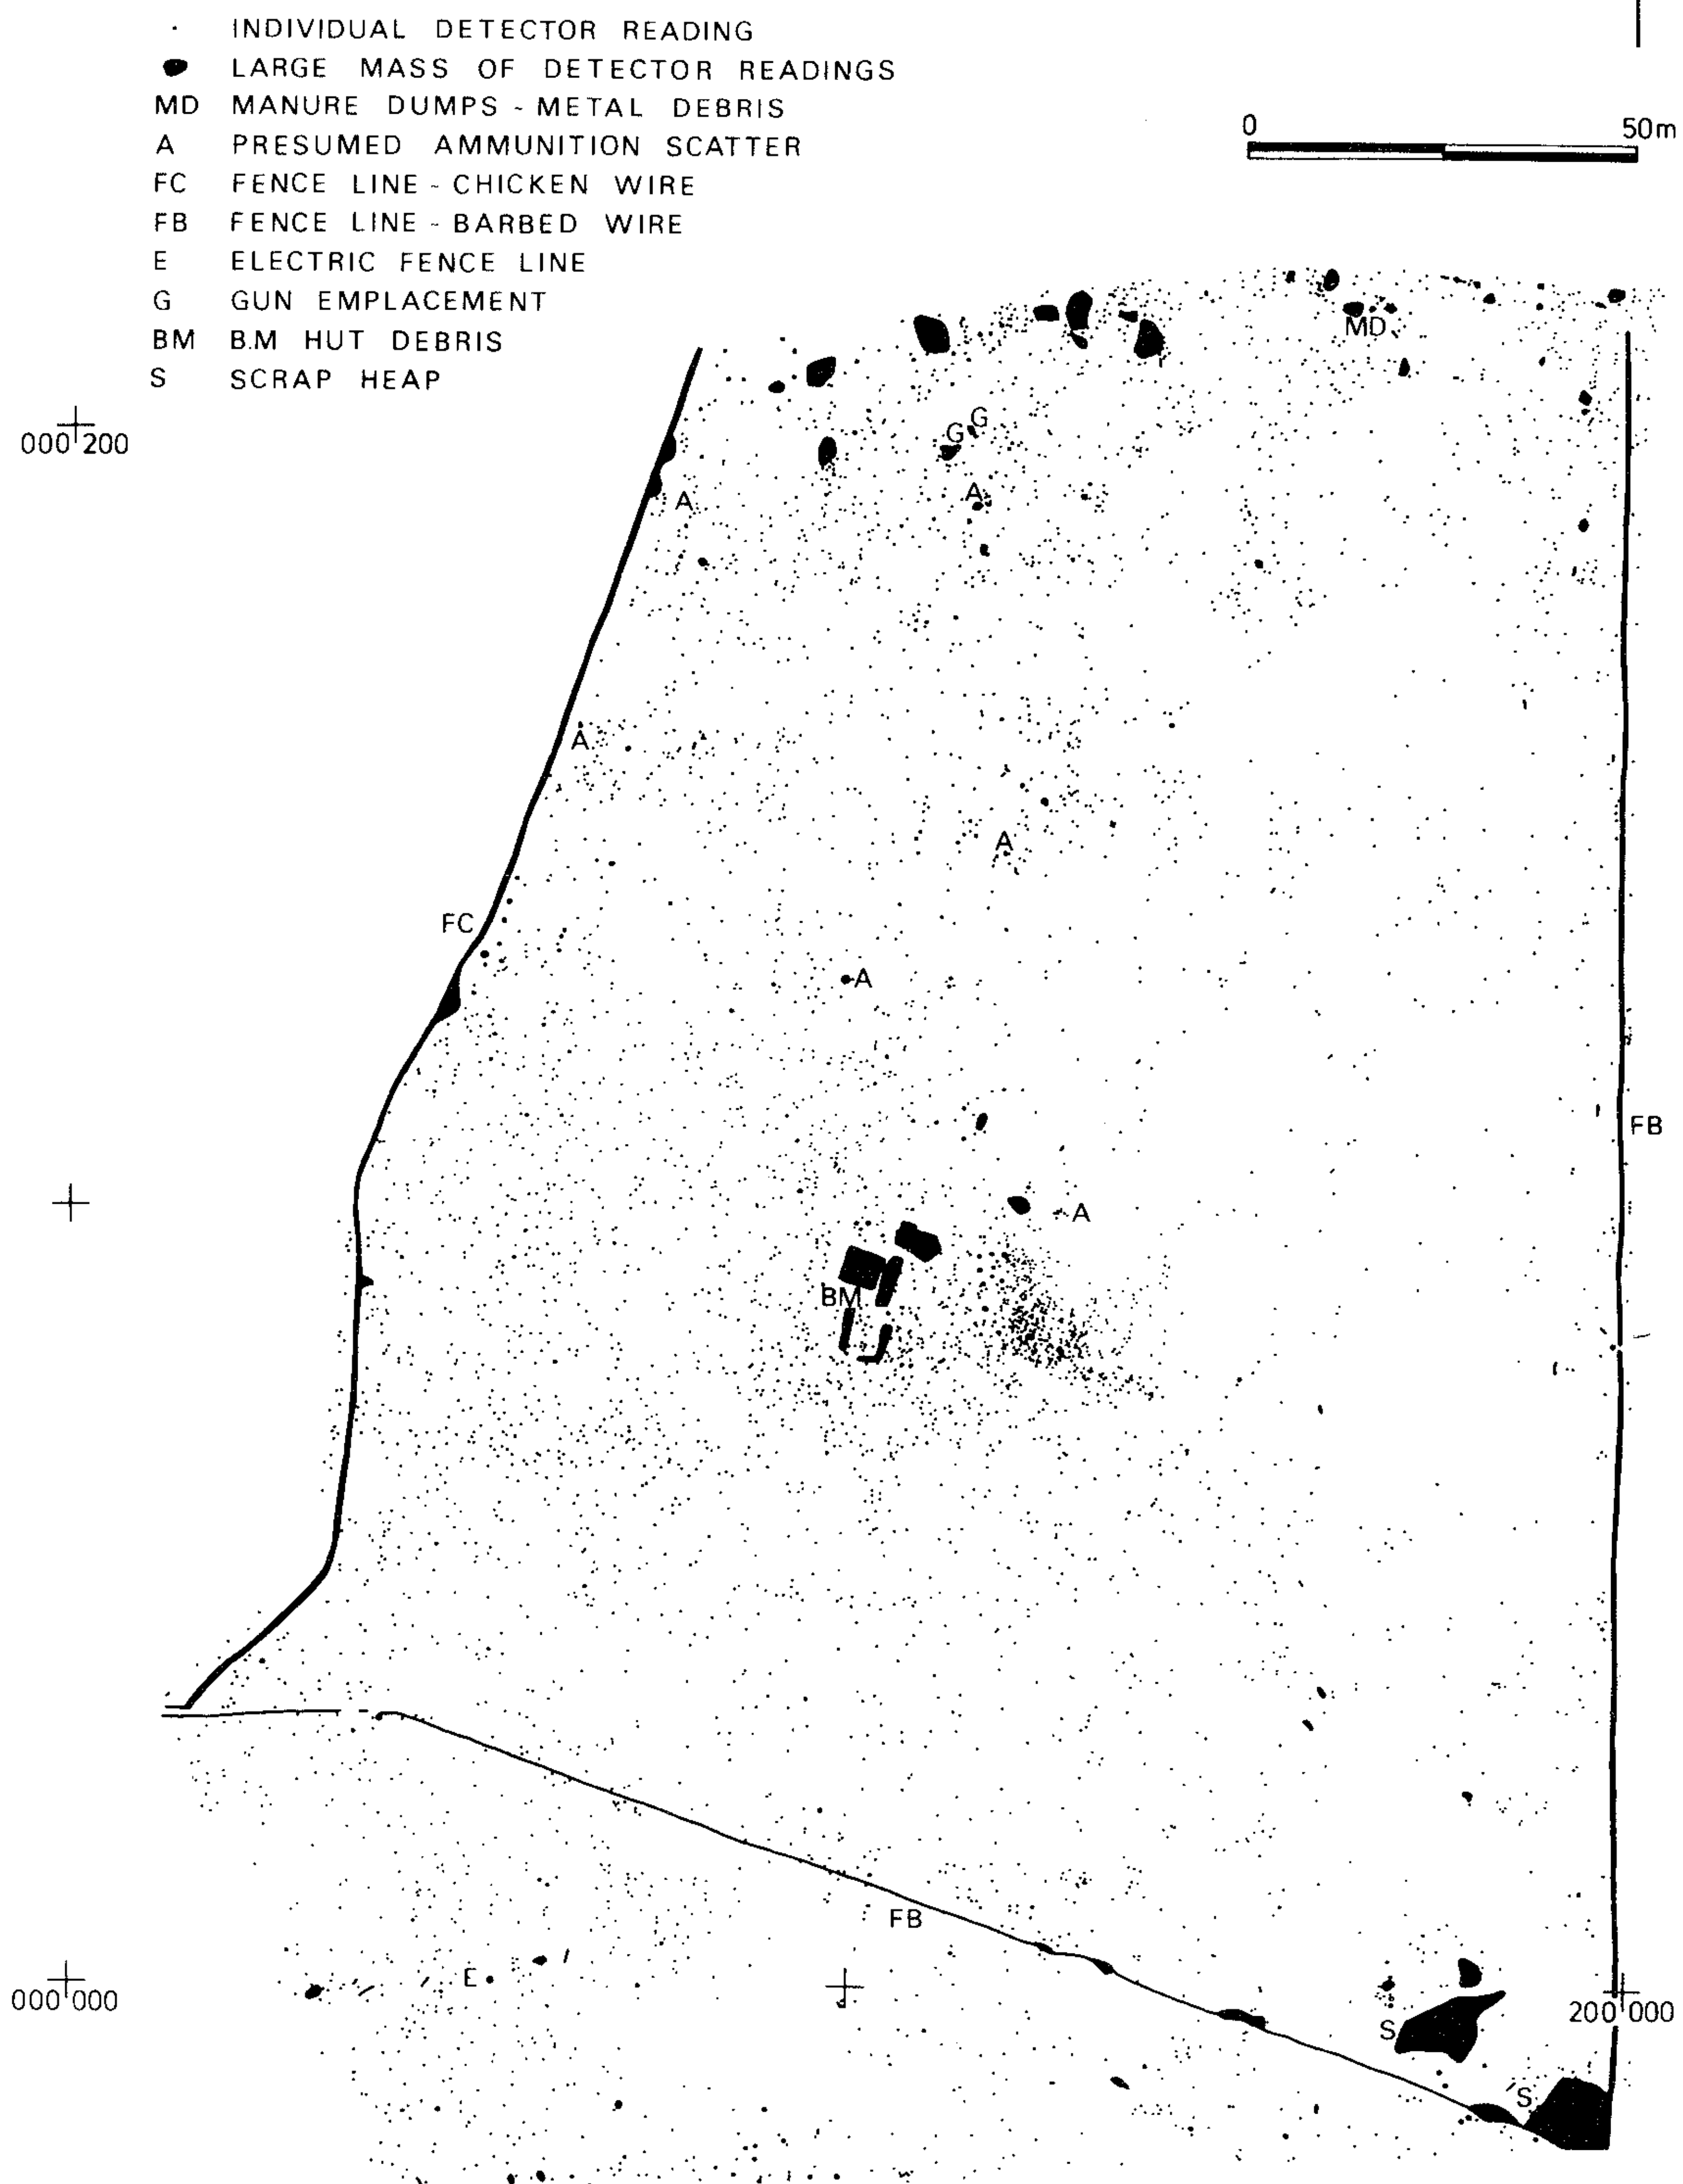 · INDIVIDUAL DETECTOR READING
LARGE MASS OF DETECTOR READINGS
MD MANURE DUMPS ~ METAL DEBRIS
A PRESUMED AMMUNITION SCATTER
FC FENCE LINE ~ CHICKEN WIRE
FB FENCE LINE ~ BARBED WIRE
E ELECTRIC FENCE LINE
G GUN EMPLACEMENT
BM B.M HUT DEBRIS
S SCRAP HEAP
0 50m
MD
000 200
G
G
A
A
A
A
FC
A
FB
A
BM
FB
E
000 000
200 000
S
S